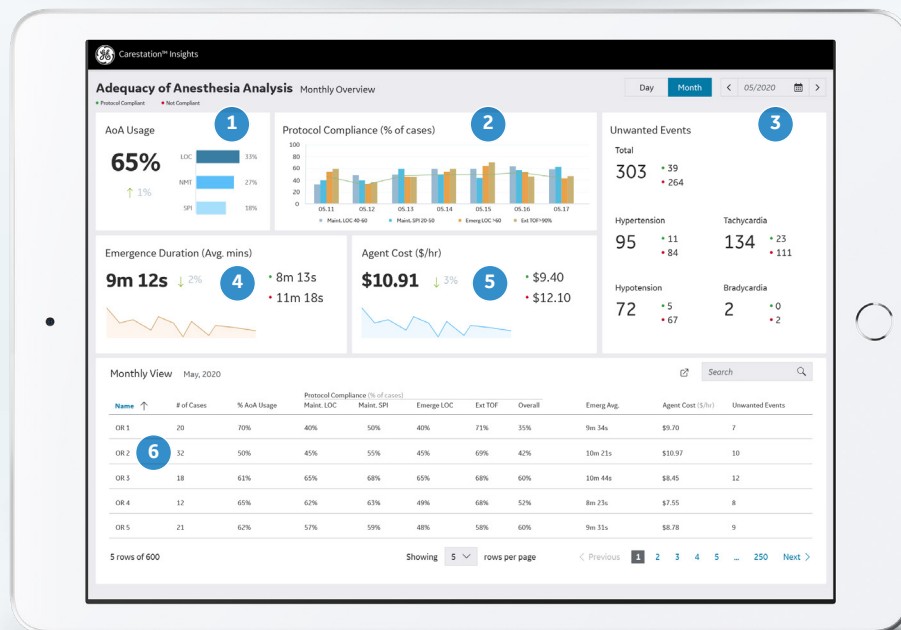 Carestation™ Insights
Adequacy of Anesthesia Analysis Monthly Overview
Day Month < 05/2020 >
• Protocol Compliant • Not Compliant
AoA Usage
1
65%
↑ 1%
LOC 33%
NMT 27%
SPI 18%
Protocol Compliance (% of cases)
2
100
80
60
40
20
0
05.11 05.12 05.13 05.14 05.15 05.16 05.17
Maint. LOC 40-60 Maint. SPI 20-50 Emerg LOC >60 Ext TOF>90%
Unwanted Events
3
Total
303 • 39
• 264
Hypertension Tachycardia
95 • 11 134 • 23
• 84 • 111
Hypotension Bradycardia
72 • 5 2 • 0
• 67 • 2
Emergence Duration (Avg. mins)
9m 12s ↓ 2% 4 • 8m 13s
• 11m 18s
Agent Cost ($/hr)
$10.91 ↓ 3% 5 • $9.40
• $12.10
Monthly View May, 2020 Search
Protocol Compliance (% of cases)
Name ↑ # of Cases % AoA Usage Maint. LOC Maint. SPI Emerge LOC Ext TOF Overall Emerg Avg. Agent Cost ($/hr) Unwanted Events
OR 1 20 70% 40% 50% 40% 71% 35% 9m 34s $9.70 7
OR 2 6 32 50% 45% 55% 45% 69% 42% 10m 21s $10.97 10
OR 3 18 61% 65% 68% 65% 68% 60% 10m 44s $8.45 12
OR 4 12 65% 62% 63% 49% 68% 52% 8m 23s $7.55 8
OR 5 21 62% 57% 59% 48% 58% 60% 9m 31s $8.78 9
5 rows of 600 Showing 5 rows per page < Previous 1 2 3 4 5 ... 250 Next >